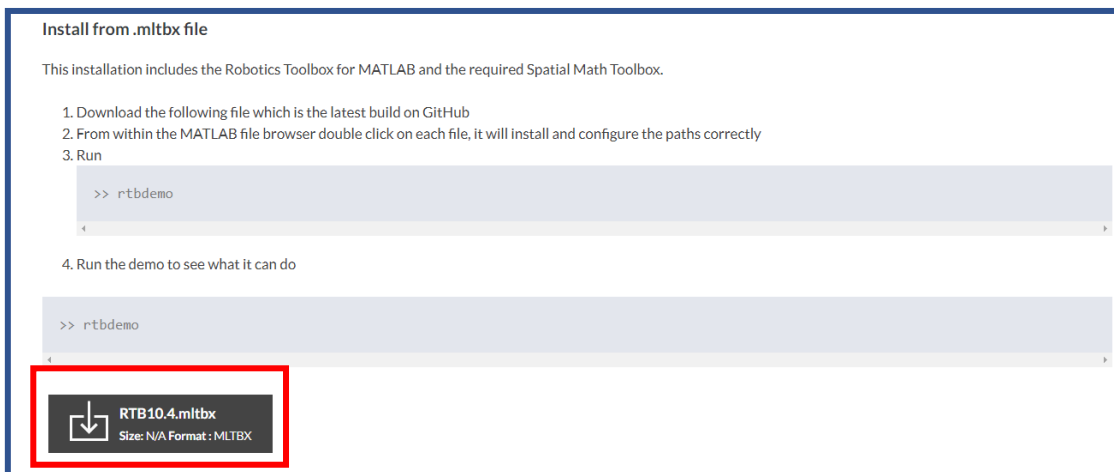 Install from .mltbx file
This installation includes the Robotics Toolbox for MATLAB and the required Spatial Math Toolbox.
1. Download the following file which is the latest build on GitHub
2. From within the MATLAB file browser double click on each file, it will install and configure the paths correctly
3. Run
>> rtbdemo
4. Run the demo to see what it can do
>> rtbdemo
RTB10.4.mltbx
Size: N/A Format : MLTBX